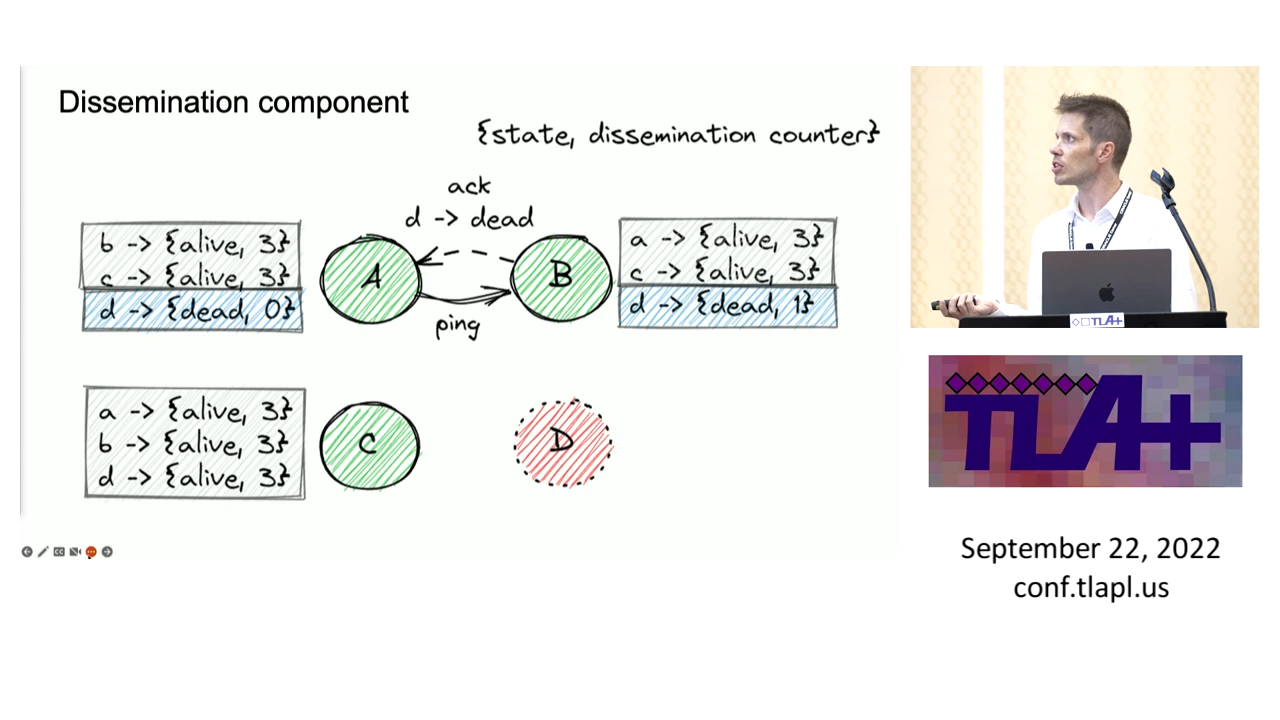 Dissemination component
{state, dissemination counter}
ack
d -> dead
b -> {alive, 3}
c -> {alive, 3}
d -> {dead, 0}
A
B
a -> {alive, 3}
c -> {alive, 3}
d -> {dead, 1}
ping
a -> {alive, 3}
b -> {alive, 3}
d -> {alive, 3}
C
D
TLA+
TLA+
September 22, 2022
conf.tlapl.us